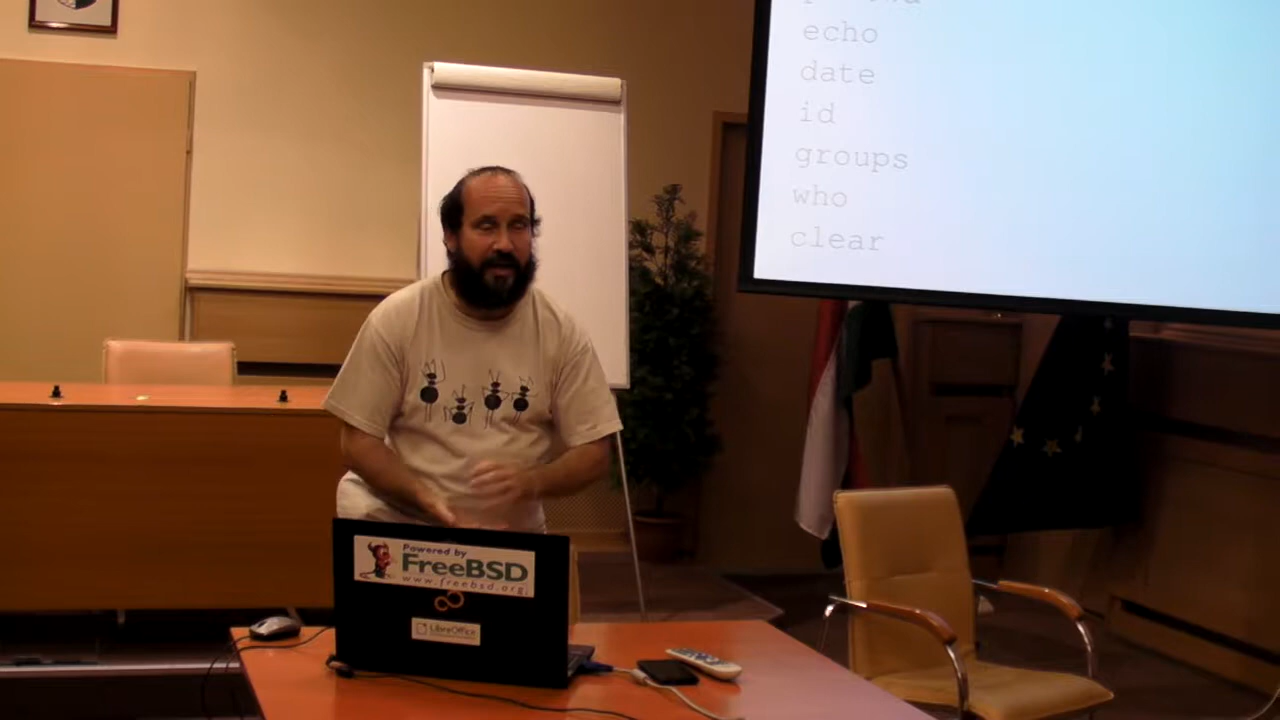 echo
date
id
groups
who
clear
Powered by
FreeBSD
www.freebsd.org
LibreOffice